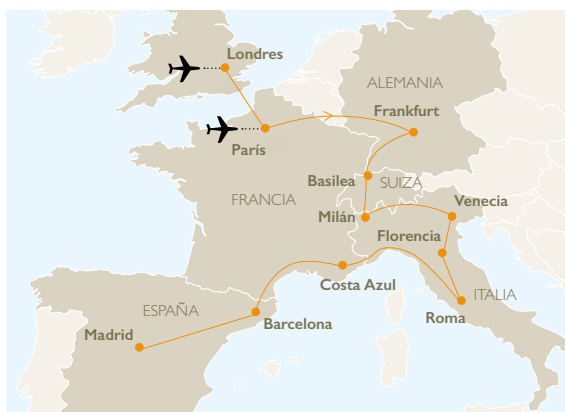 Londres
ALEMANIA
Frankfurt
París
Basilea
SUIZA
FRANCIA
Venecia
Milán
Florencia
Costa Azul
ITALIA
ESPAÑA
Roma
Barcelona
Madrid